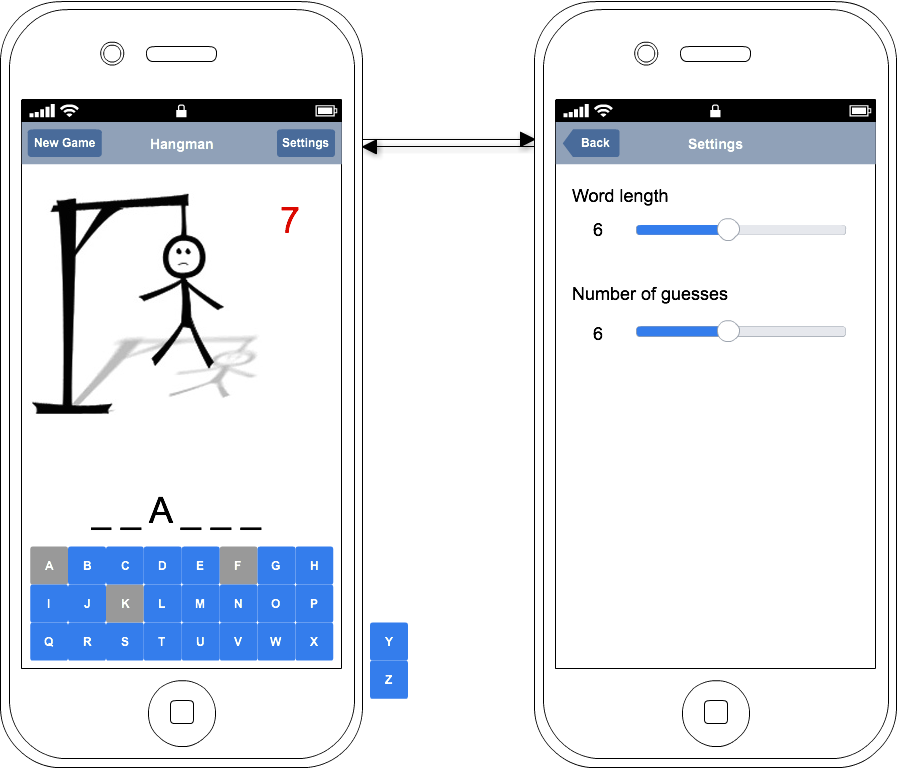 New Game Hangman Settings
7
_ _ A _ _ _
A B C D E F G H
I J K L M N O P
Q R S T U V W X
Y
Z
Back Settings
Word length
6
Number of guesses
6